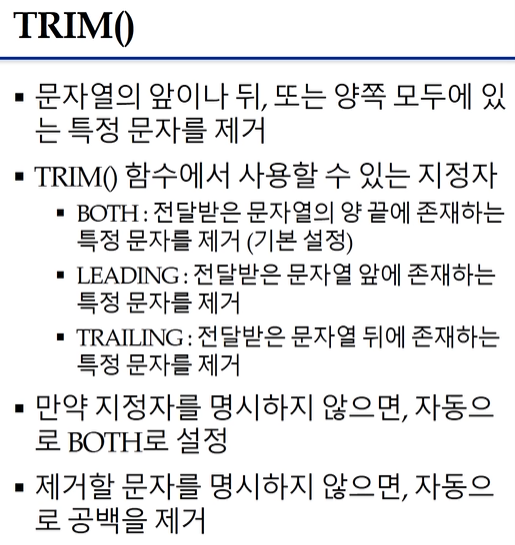 TRIM()
▪ 문자열의 앞이나 뒤, 또는 양쪽 모두에 있
는 특정 문자를 제거
▪ TRIM() 함수에서 사용할 수 있는 지정자
▪ BOTH : 전달받은 문자열의 양 끝에 존재하는
특정 문자를 제거 (기본 설정)
▪ LEADING : 전달받은 문자열 앞에 존재하는
특정 문자를 제거
▪ TRAILING : 전달받은 문자열 뒤에 존재하는
특정 문자를 제거
▪ 만약 지정자를 명시하지 않으면, 자동으
로 BOTH로 설정
▪ 제거할 문자를 명시하지 않으면, 자동으
로 공백을 제거